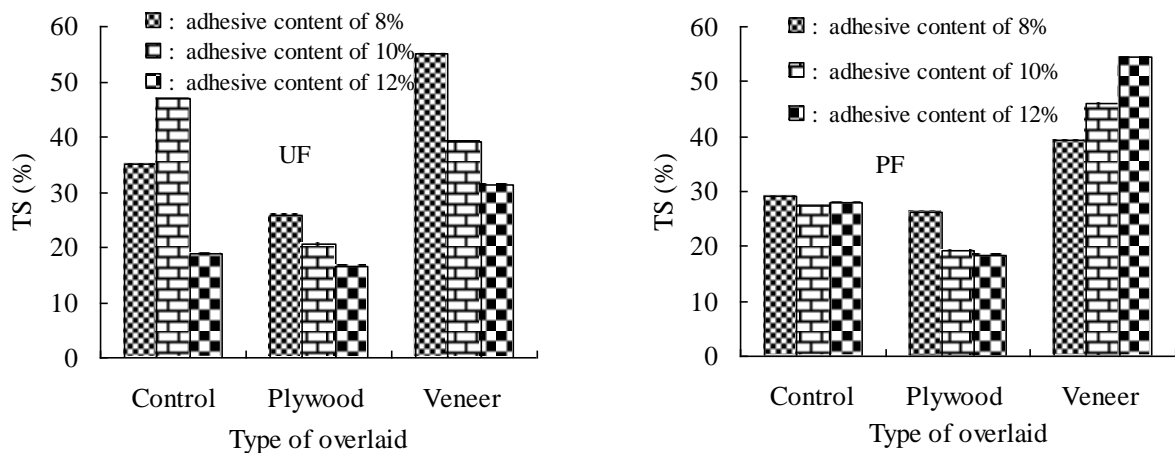 60
50
40
30
20
10
0
TS (%)
: adhesive content of 8%
: adhesive content of 10%
: adhesive content of 12%
UF
Control Plywood Veneer
Type of overlaid
60
50
40
30
20
10
0
TS (%)
: adhesive content of 8%
: adhesive content of 10%
: adhesive content of 12%
PF
Control Plywood Veneer
Type of overlaid